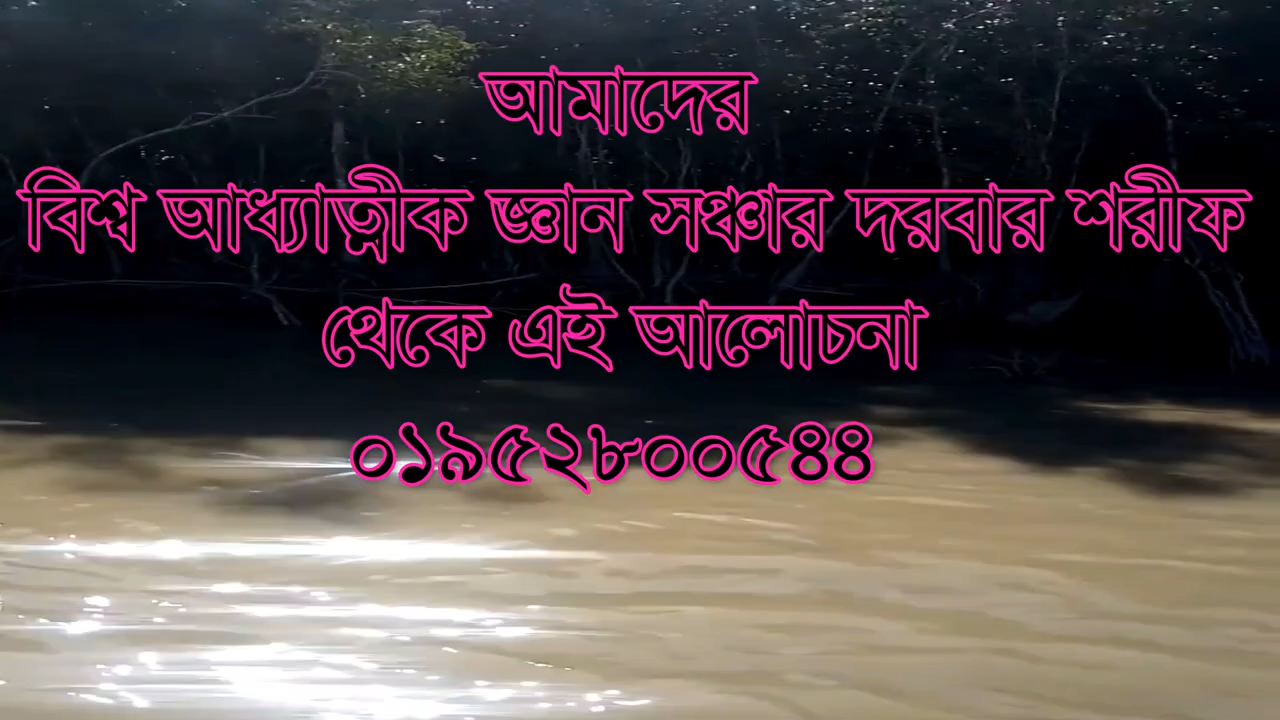 আমাদের
বিশ্ব আধ্যাত্নীক জ্ঞান সঞ্চার দরবার শরীফ
থেকে এই আলোচনা
০১৯৫২৮০০৫৪৪